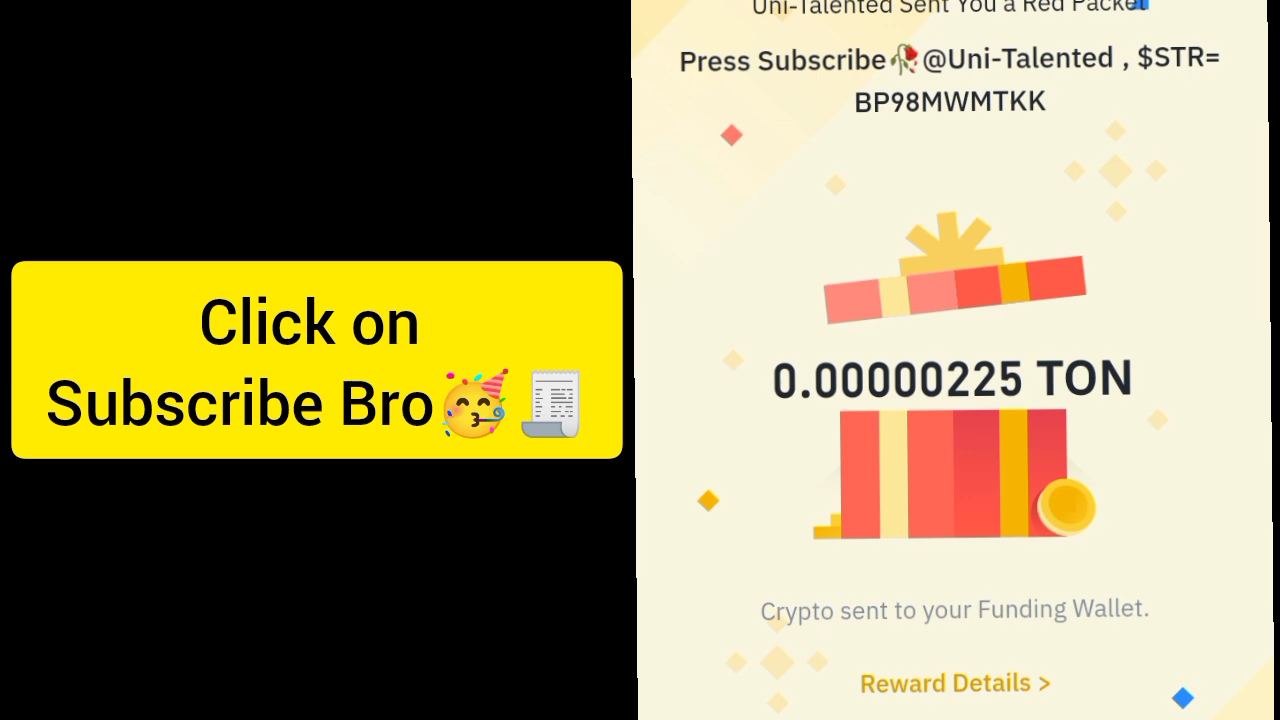 Click on
Subscribe Bro🥳🧾
Uni-Talented Sent You a Red Packet
Press Subscribe🥀@Uni-Talented , $STR=
BP98MWMTKK
0.00000225 TON
Crypto sent to your Funding Wallet.
Reward Details >